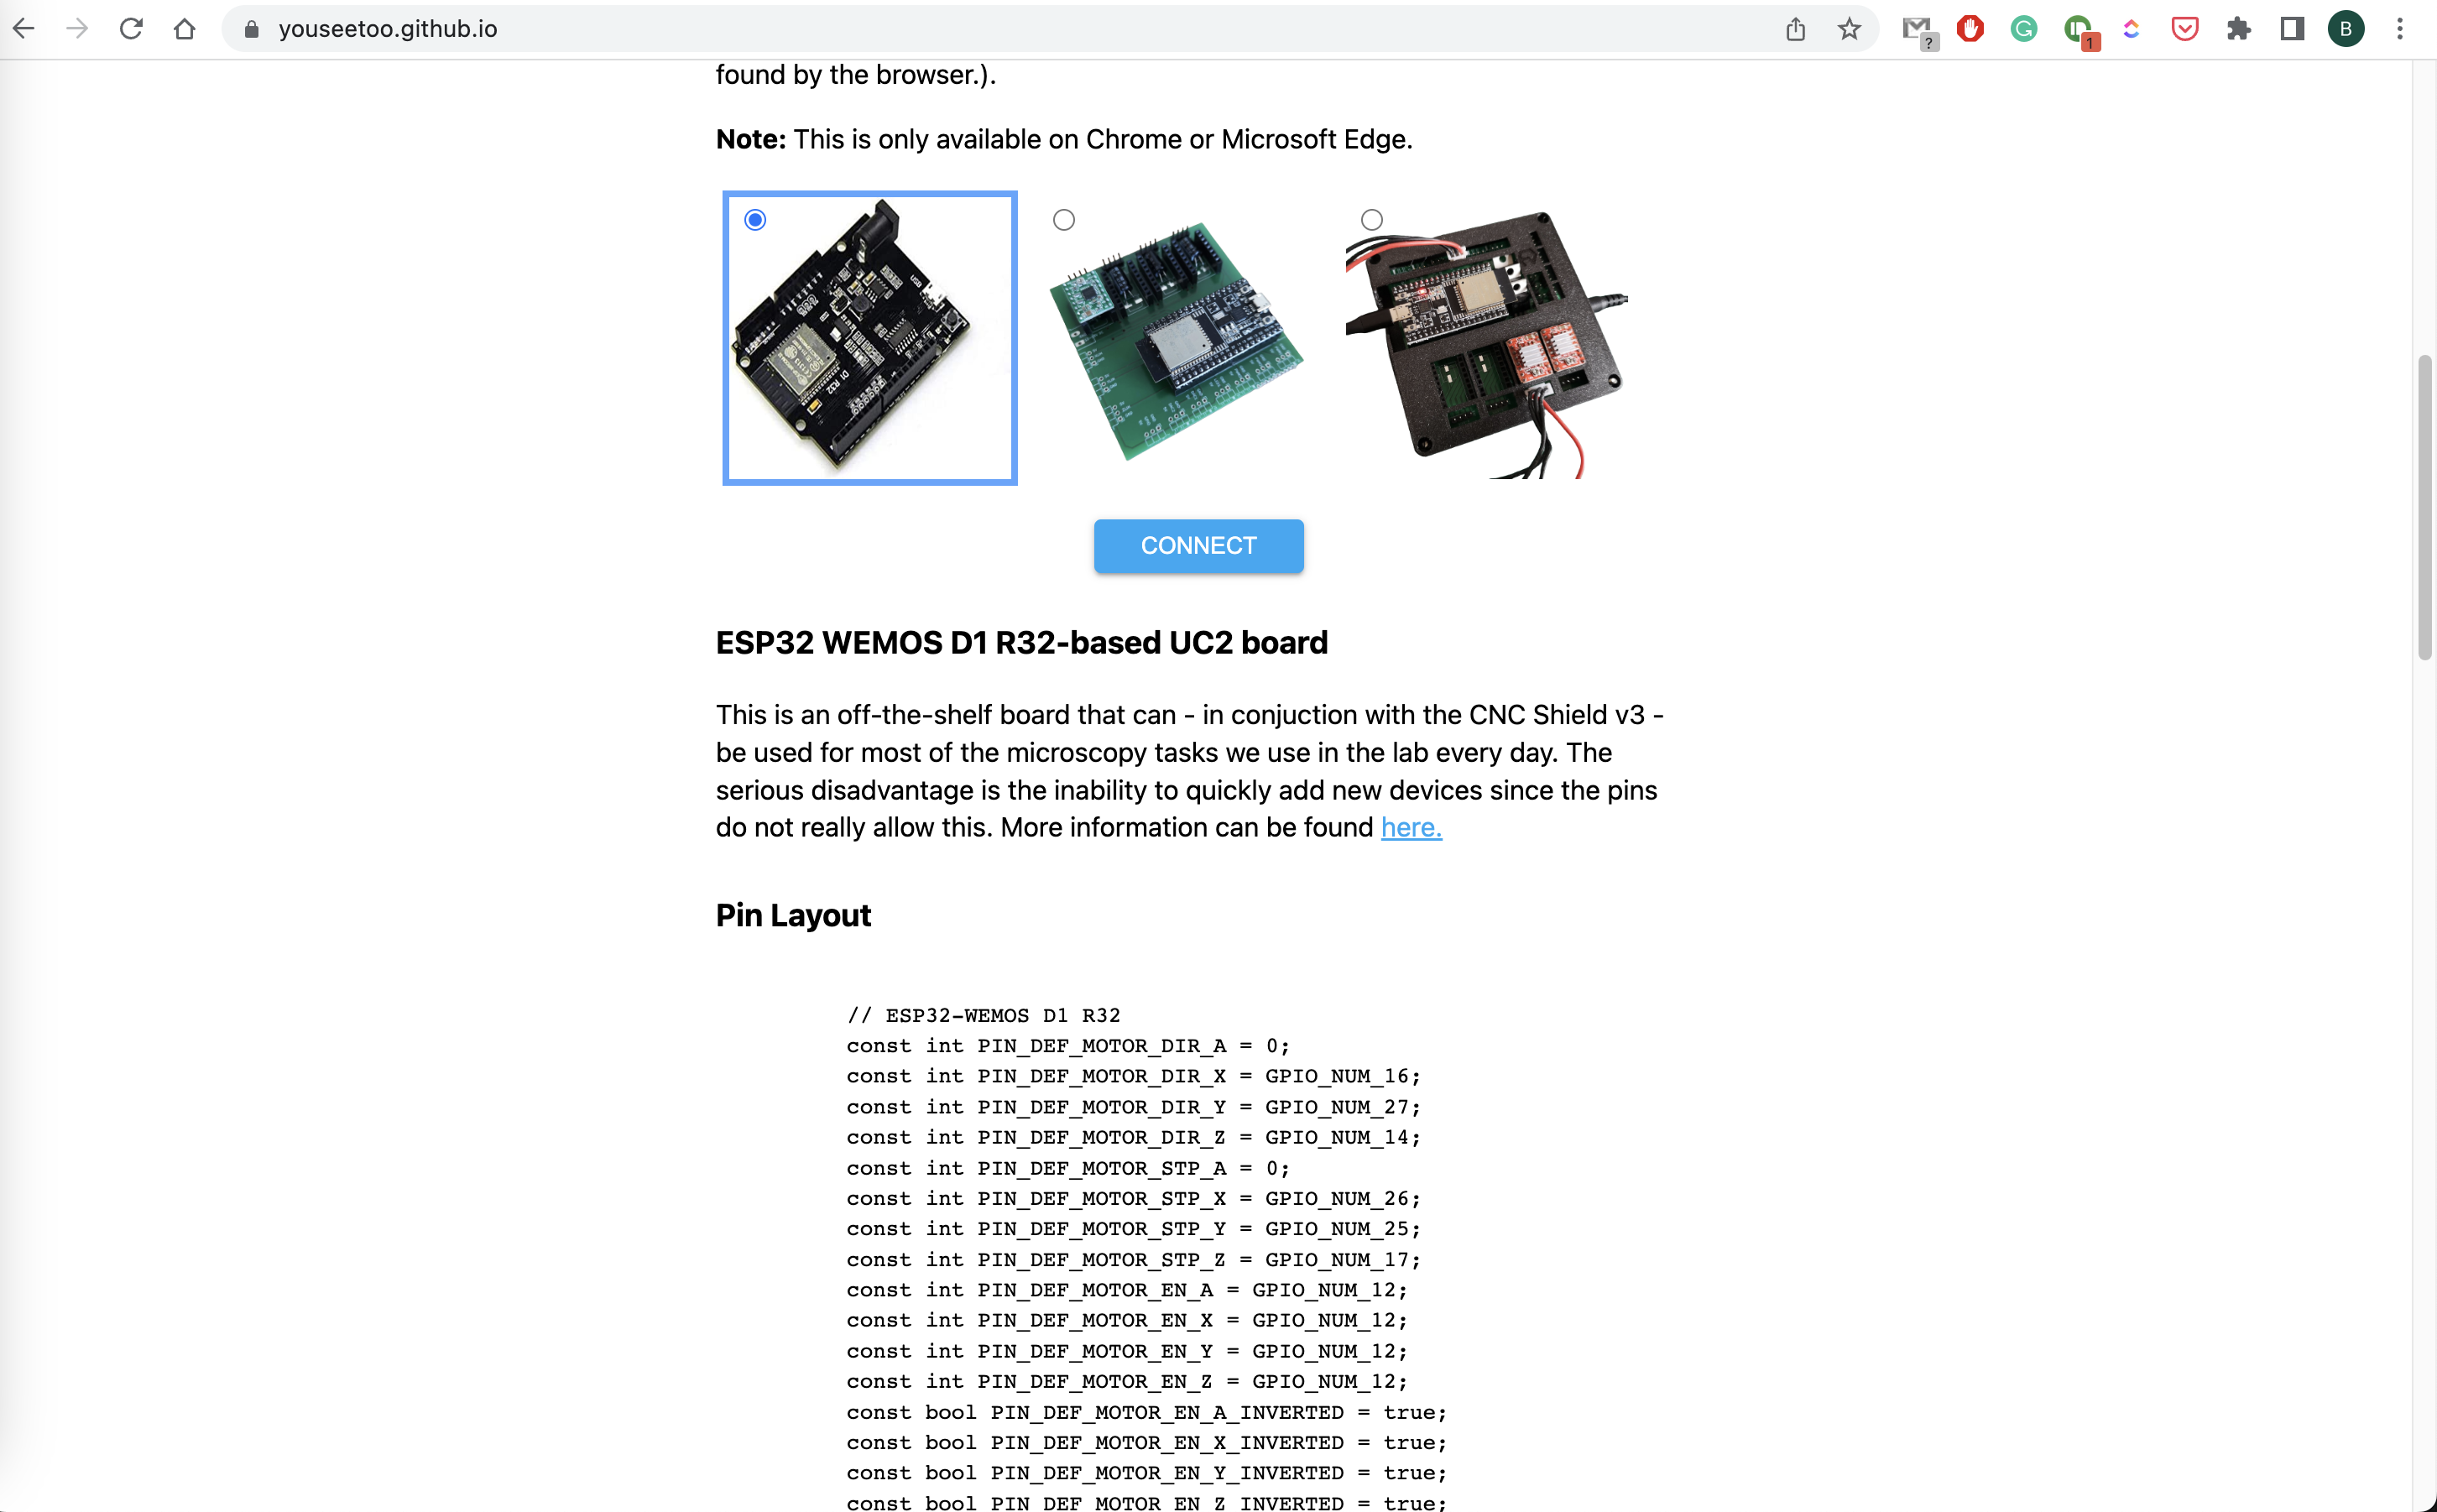 youseetoo.github.io
?
1
B
found by the browser.).
Note: This is only available on Chrome or Microsoft Edge.
USB
D1 R32
CONNECT
ESP32 WEMOS D1 R32-based UC2 board
This is an off-the-shelf board that can - in conjuction with the CNC Shield v3 -
be used for most of the microscopy tasks we use in the lab every day. The
serious disadvantage is the inability to quickly add new devices since the pins
do not really allow this. More information can be found here.
Pin Layout
// ESP32-WEMOS D1 R32
const int PIN_DEF_MOTOR_DIR_A = 0;
const int PIN_DEF_MOTOR_DIR_X = GPIO_NUM_16;
const int PIN_DEF_MOTOR_DIR_Y = GPIO_NUM_27;
const int PIN_DEF_MOTOR_DIR_Z = GPIO_NUM_14;
const int PIN_DEF_MOTOR_STP_A = 0;
const int PIN_DEF_MOTOR_STP_X = GPIO_NUM_26;
const int PIN_DEF_MOTOR_STP_Y = GPIO_NUM_25;
const int PIN_DEF_MOTOR_STP_Z = GPIO_NUM_17;
const int PIN_DEF_MOTOR_EN_A = GPIO_NUM_12;
const int PIN_DEF_MOTOR_EN_X = GPIO_NUM_12;
const int PIN_DEF_MOTOR_EN_Y = GPIO_NUM_12;
const int PIN_DEF_MOTOR_EN_Z = GPIO_NUM_12;
const bool PIN_DEF_MOTOR_EN_A_INVERTED = true;
const bool PIN_DEF_MOTOR_EN_X_INVERTED = true;
const bool PIN_DEF_MOTOR_EN_Y_INVERTED = true;
const bool PIN_DEF_MOTOR_EN_Z_INVERTED = true;